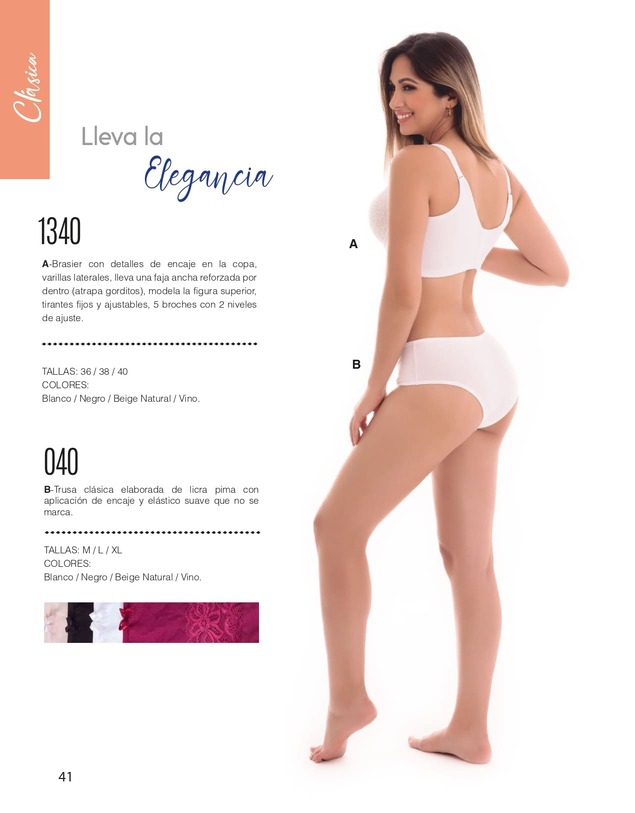 Clásica
Lleva la
Elegancia
1340
A-Brasier con detalles de encaje en la copa,
varillas laterales, lleva una faja ancha reforzada por
dentro (atrapa gorditos), modela la figura superior,
tirantes fijos y ajustables, 5 broches con 2 niveles
de ajuste.
TALLAS: 36 / 38 / 40
COLORES:
Blanco / Negro / Beige Natural / Vino.
A
B
040
B-Trusa clásica elaborada de licra pima con
aplicación de encaje y elástico suave que no se
marca.
TALLAS: M / L / XL
COLORES:
Blanco / Negro / Beige Natural / Vino.
41